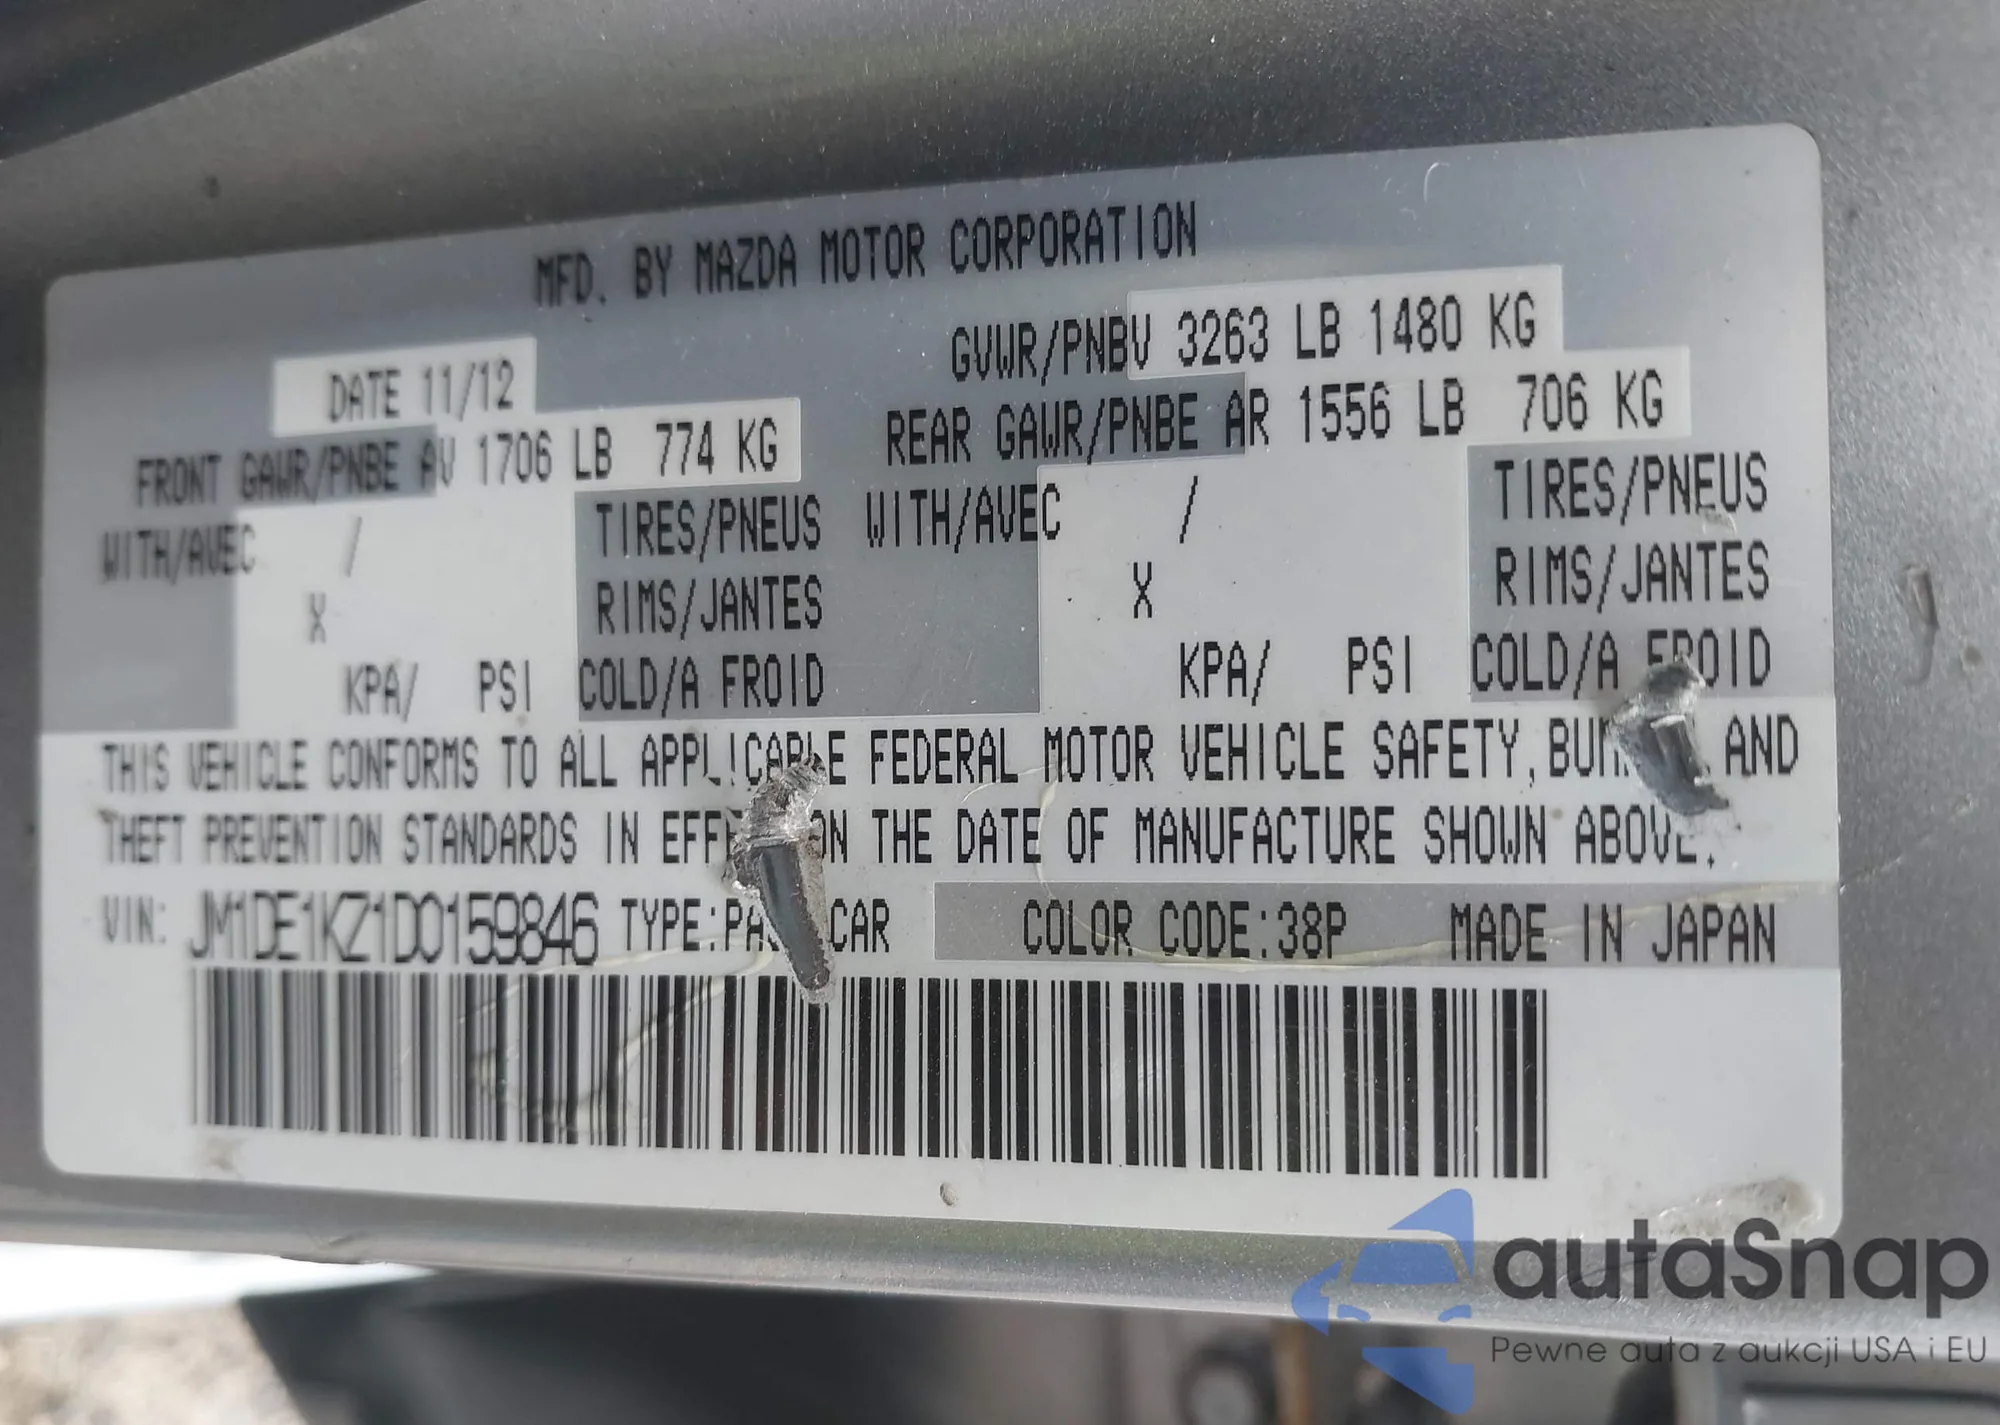 MFD. BY MAZDA MOTOR CORPORATION
DATE 11/12
GVWR/PNBV 3263 LB 1480 KG
FRONT GAWR/PNBE AV 1706 LB 774 KG
REAR GAWR/PNBE AR 1556 LB 706 KG
WITH/AVEC / TIRES/PNEUS WITH/AVEC / TIRES/PNEUS
X RIMS/JANTES X RIMS/JANTES
KPA/ PSI COLD/A FROID KPA/ PSI COLD/A FROID
THIS VEHICLE CONFORMS TO ALL APPLICABLE FEDERAL MOTOR VEHICLE SAFETY, AND
THEFT PREVENTION STANDARDS IN ON THE DATE OF MANUFACTURE SHOWN ABOVE.
VIN: JM1DE1KZ1D0159846 TYPE: CAR COLOR CODE:38P MADE IN JAPAN
autaSnap
Pewne auta z aukcji USA i EU